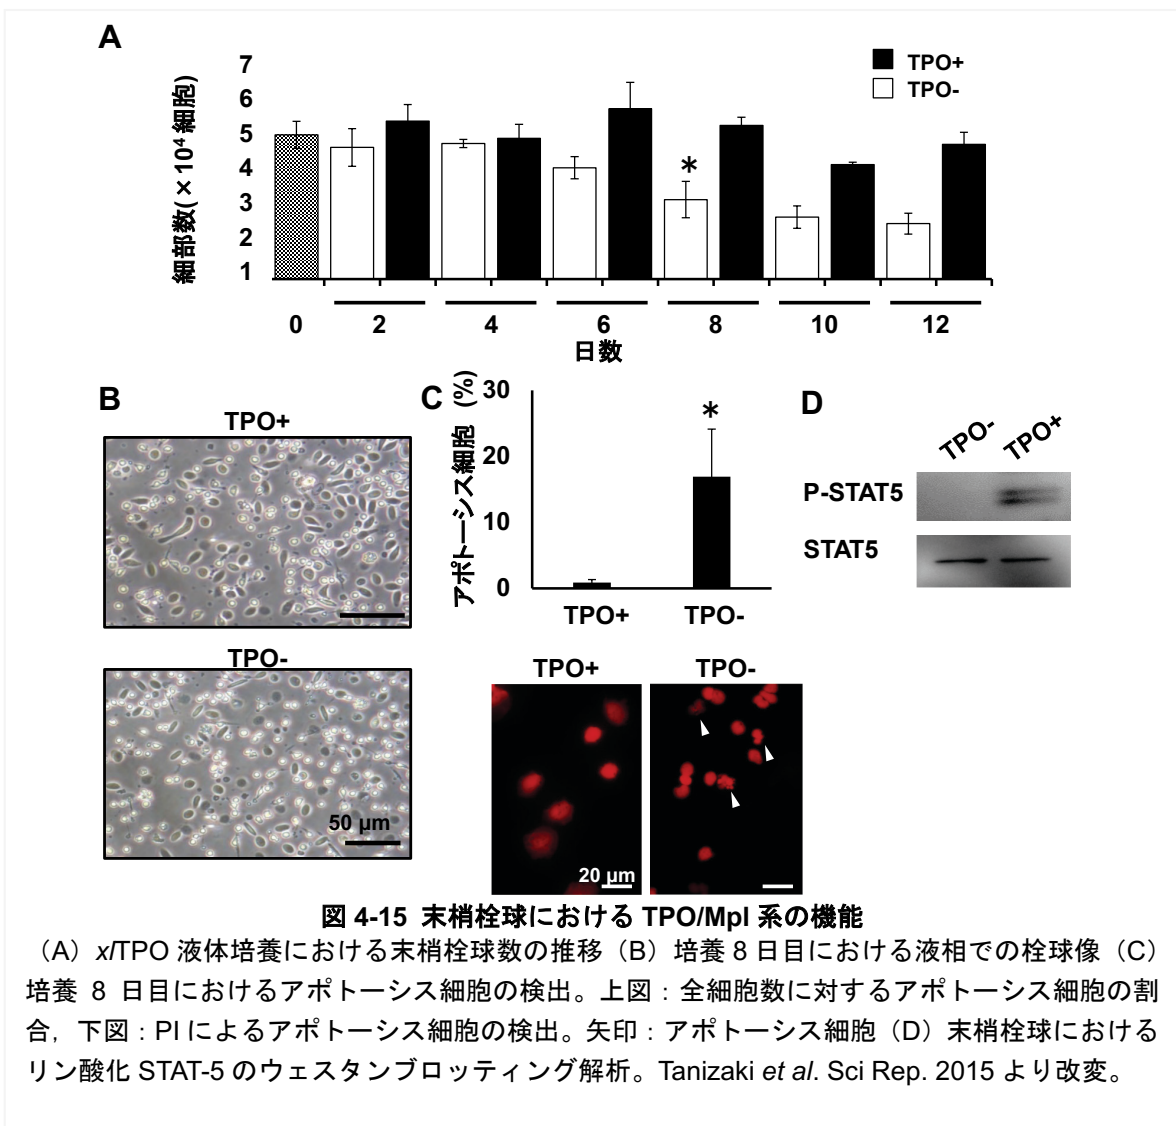 A
7
6
5
4
3
2
1
細部数(×10⁴細胞)
TPO+
TPO-
*
0 2 4 6 8 10 12
日数
B
TPO+
TPO-
50 µm
C
アポトーシス細胞 (%)
30
20
10
0
*
TPO+ TPO-
TPO+ TPO-
20 µm
D
TPO- TPO+
P-STAT5
STAT5
図 4-15 末梢栓球における TPO/Mpl 系の機能
（A）xlTPO 液体培養における末梢栓球数の推移（B）培養 8 日目における液相での栓球像（C）
培養 8 日目におけるアポトーシス細胞の検出。上図：全細胞数に対するアポトーシス細胞の割
合，下図：PI によるアポトーシス細胞の検出。矢印：アポトーシス細胞（D）末梢栓球における
リン酸化 STAT-5 のウェスタンブロッティング解析。Tanizaki et al. Sci Rep. 2015 より改変。